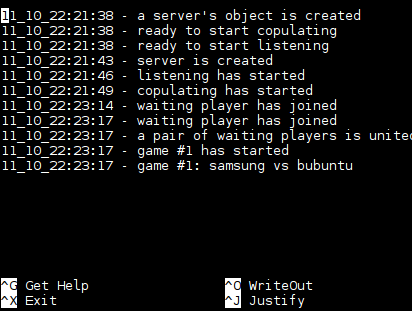 11_10_22:21:38 - a server's object is created
11_10_22:21:38 - ready to start copulating
11_10_22:21:38 - ready to start listening
11_10_22:21:43 - server is created
11_10_22:21:46 - listening has started
11_10_22:21:49 - copulating has started
11_10_22:23:14 - waiting player has joined
11_10_22:23:17 - waiting player has joined
11_10_22:23:17 - a pair of waiting players is unite
11_10_22:23:17 - game #1 has started
11_10_22:23:17 - game #1: samsung vs bubuntu
^G Get Help ^O WriteOut
^X Exit ^J Justify